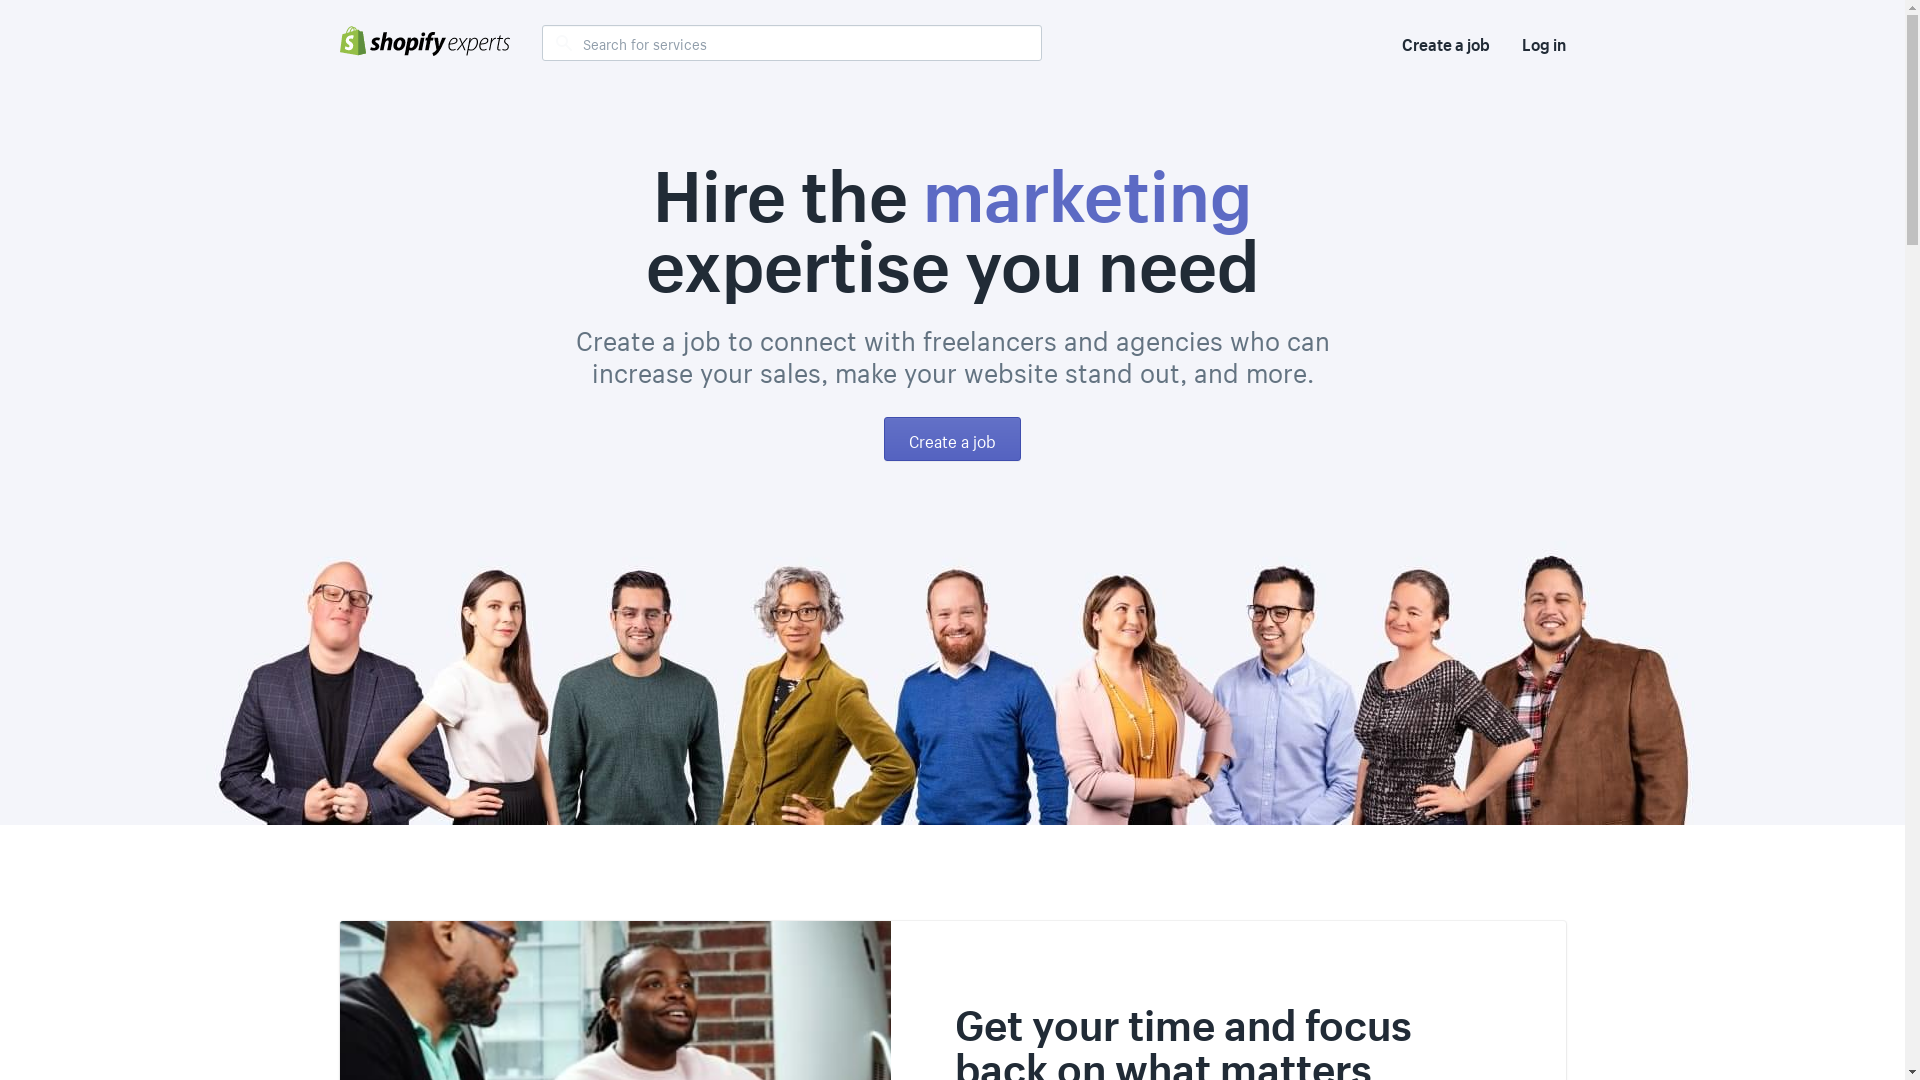 shopify experts
Search for services
Create a job
Log in
Hire the marketing
expertise you need
Create a job to connect with freelancers and agencies who can
increase your sales, make your website stand out, and more.
Create a job
Get your time and focus
back on what matters